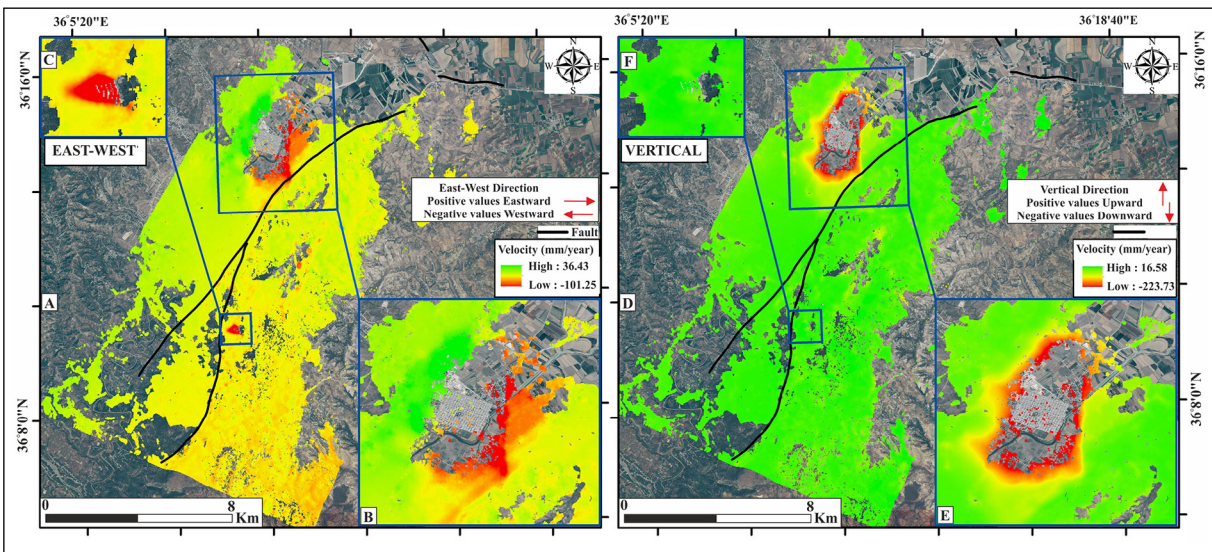 36°5'20"E
36°5'20"E
36°18'40"E
C
N
W E
S
36°16'0"N
EAST-WEST
East-West Direction
Positive values Eastward
Negative values Westward
Fault
Velocity (mm/year)
High : 36.43
Low : -101.25
A
36°8'0"N
0 8
Km
B
F
N
W E
S
36°16'0"N
VERTICAL
Vertical Direction
Positive values Upward
Negative values Downward
Velocity (mm/year)
High : 16.58
Low : -223.73
D
36°8'0"N
0 8
Km
E